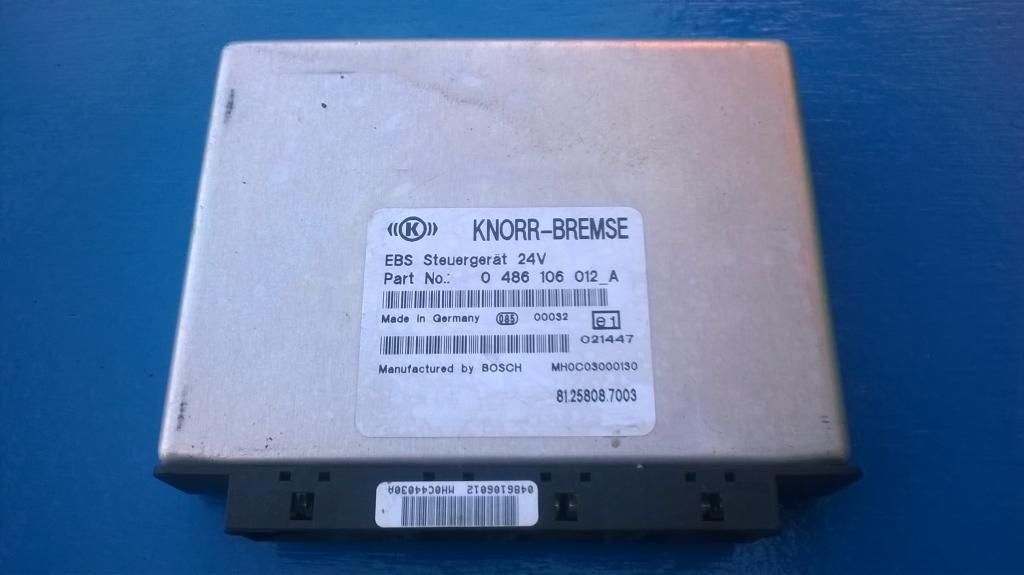 K KNORR-BREMSE
EBS Steuergerät 24V
Part No.: 0 486 106 012_A
Made in Germany 085 00032 e1
021447
Manufactured by BOSCH MH0C03000130
81.25808.7003
0486106012 MH0C44030A